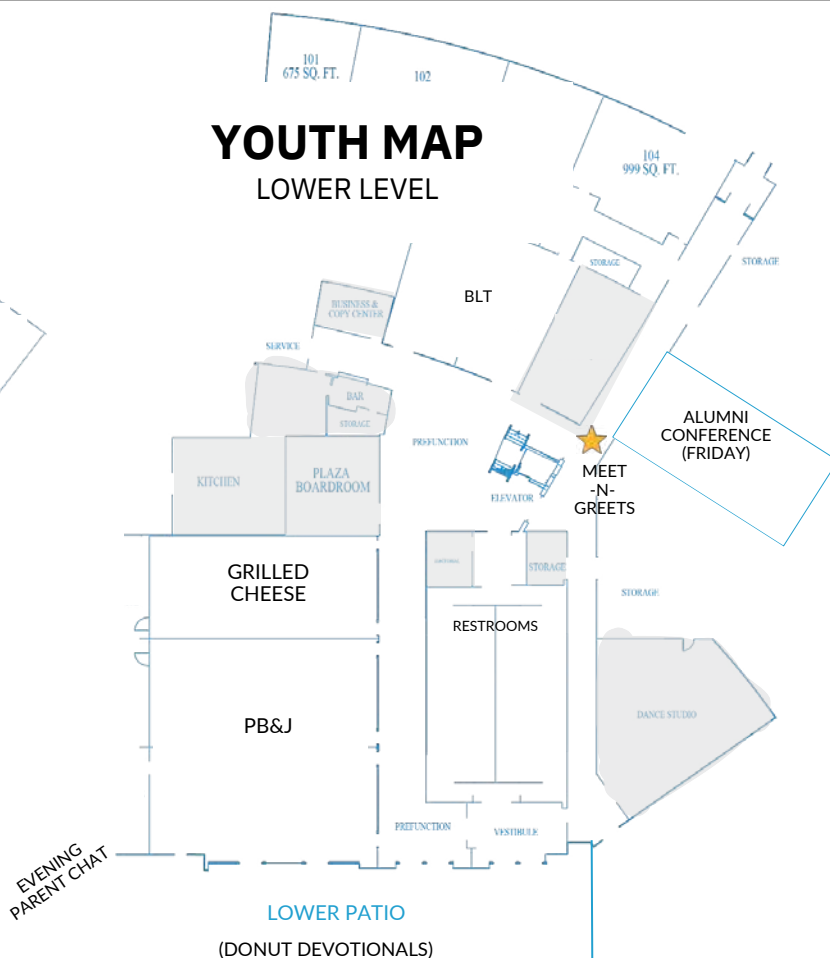 101
675 SQ. FT.
102
YOUTH MAP
LOWER LEVEL
104
999 SQ. FT.
STORAGE
STORAGE
BUSINESS &
COPY CENTER
BLT
SERVICE
BAR
STORAGE
ALUMNI
CONFERENCE
(FRIDAY)
PREFUNCTION
MEET
-N-
GREETS
KITCHEN
PLAZA
BOARDROOM
ELEVATOR
GRILLED
CHEESE
STORAGE
STORAGE
RESTROOMS
PB&J
DANCE STUDIO
PREFUNCTION
VESTIBULE
EVENING
PARENT CHAT
LOWER PATIO
(DONUT DEVOTIONALS)